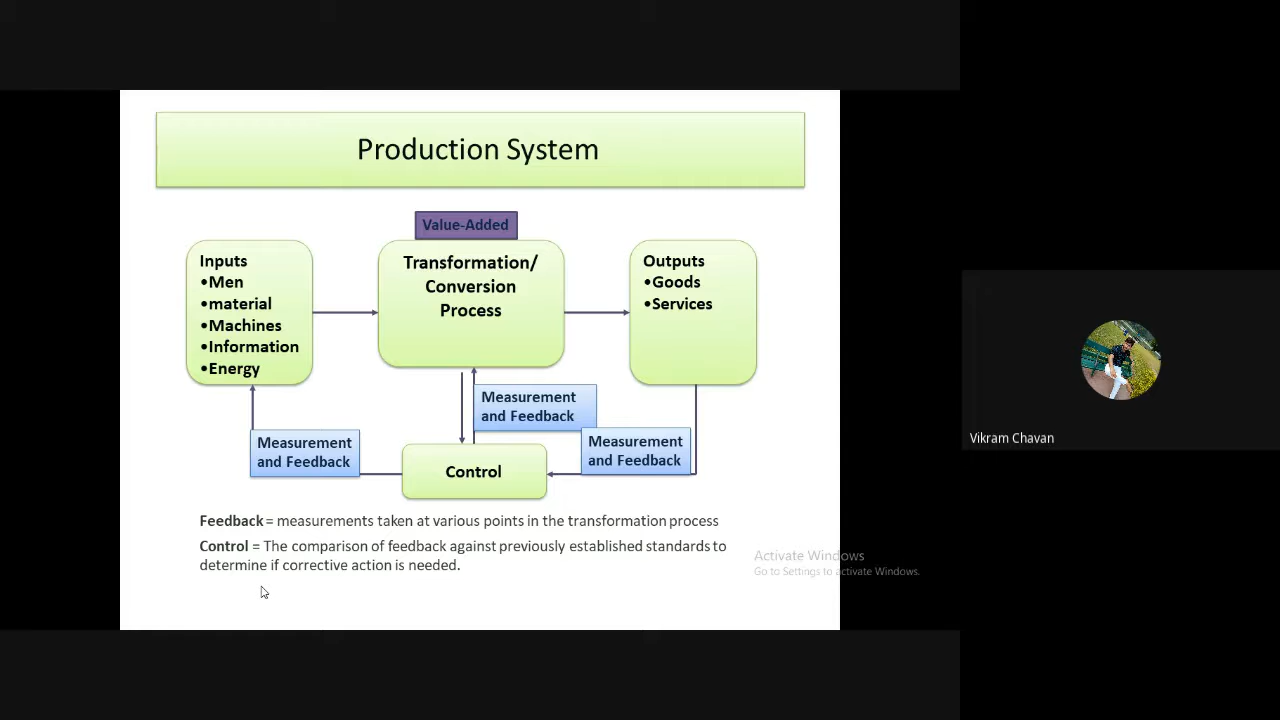 Production System
Value-Added
Inputs
•Men
•material
•Machines
•Information
•Energy
Transformation/
Conversion
Process
Outputs
•Goods
•Services
Measurement
and Feedback
Measurement
and Feedback
Measurement
and Feedback
Control
Feedback = measurements taken at various points in the transformation process
Control = The comparison of feedback against previously established standards to
determine if corrective action is needed.
Activate Windows
Go to Settings to activate Windows.
Vikram Chavan